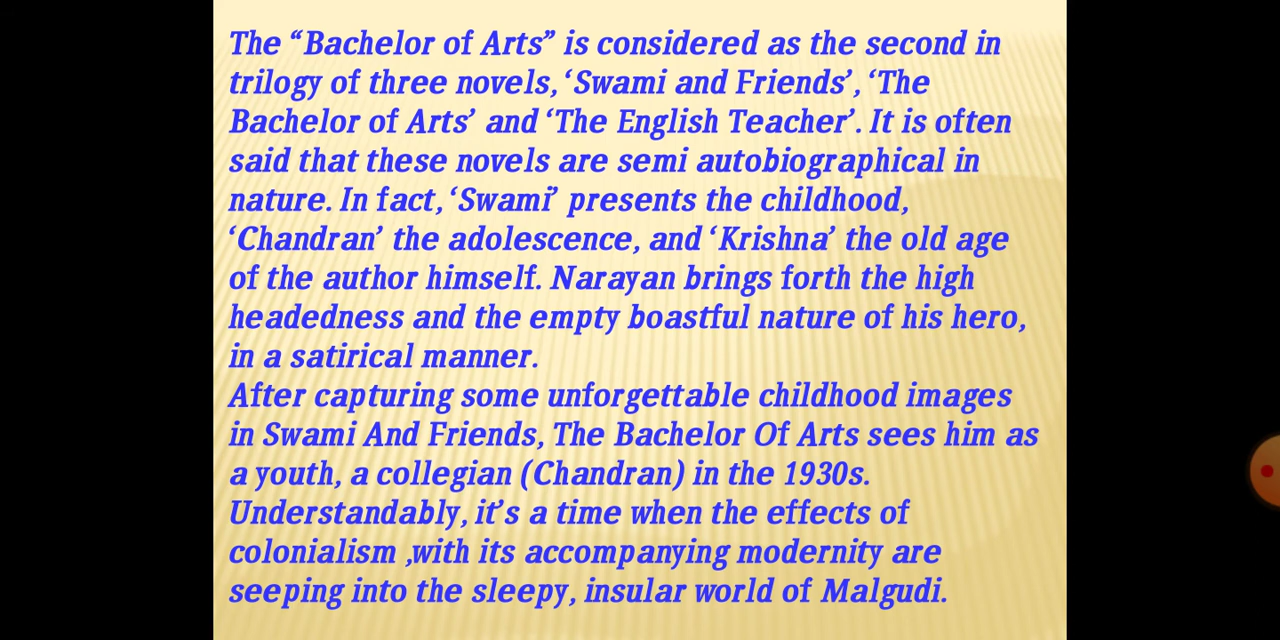 The “Bachelor of Arts” is considered as the second in
trilogy of three novels, ‘Swami and Friends’, ‘The
Bachelor of Arts’ and ‘The English Teacher’. It is often
said that these novels are semi autobiographical in
nature. In fact, ‘Swami’ presents the childhood,
‘Chandran’ the adolescence, and ‘Krishna’ the old age
of the author himself. Narayan brings forth the high
headedness and the empty boastful nature of his hero,
in a satirical manner.
After capturing some unforgettable childhood images
in Swami And Friends, The Bachelor Of Arts sees him as
a youth, a collegian (Chandran) in the 1930s.
Understandably, it’s a time when the effects of
colonialism ,with its accompanying modernity are
seeping into the sleepy, insular world of Malgudi.